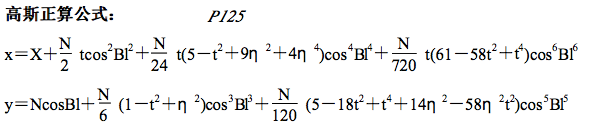 高斯正算公式： P125
x=X+N/2 tcos²Bl²+N/24 t(5-t²+9η²+4η⁴)cos⁴Bl⁴+N/720 t(61-58t²+t⁴)cos⁶Bl⁶
y=NcosBl+N/6 (1-t²+η²)cos³Bl³+N/120 (5-18t²+t⁴+14η²-58η²t²)cos⁵Bl⁵